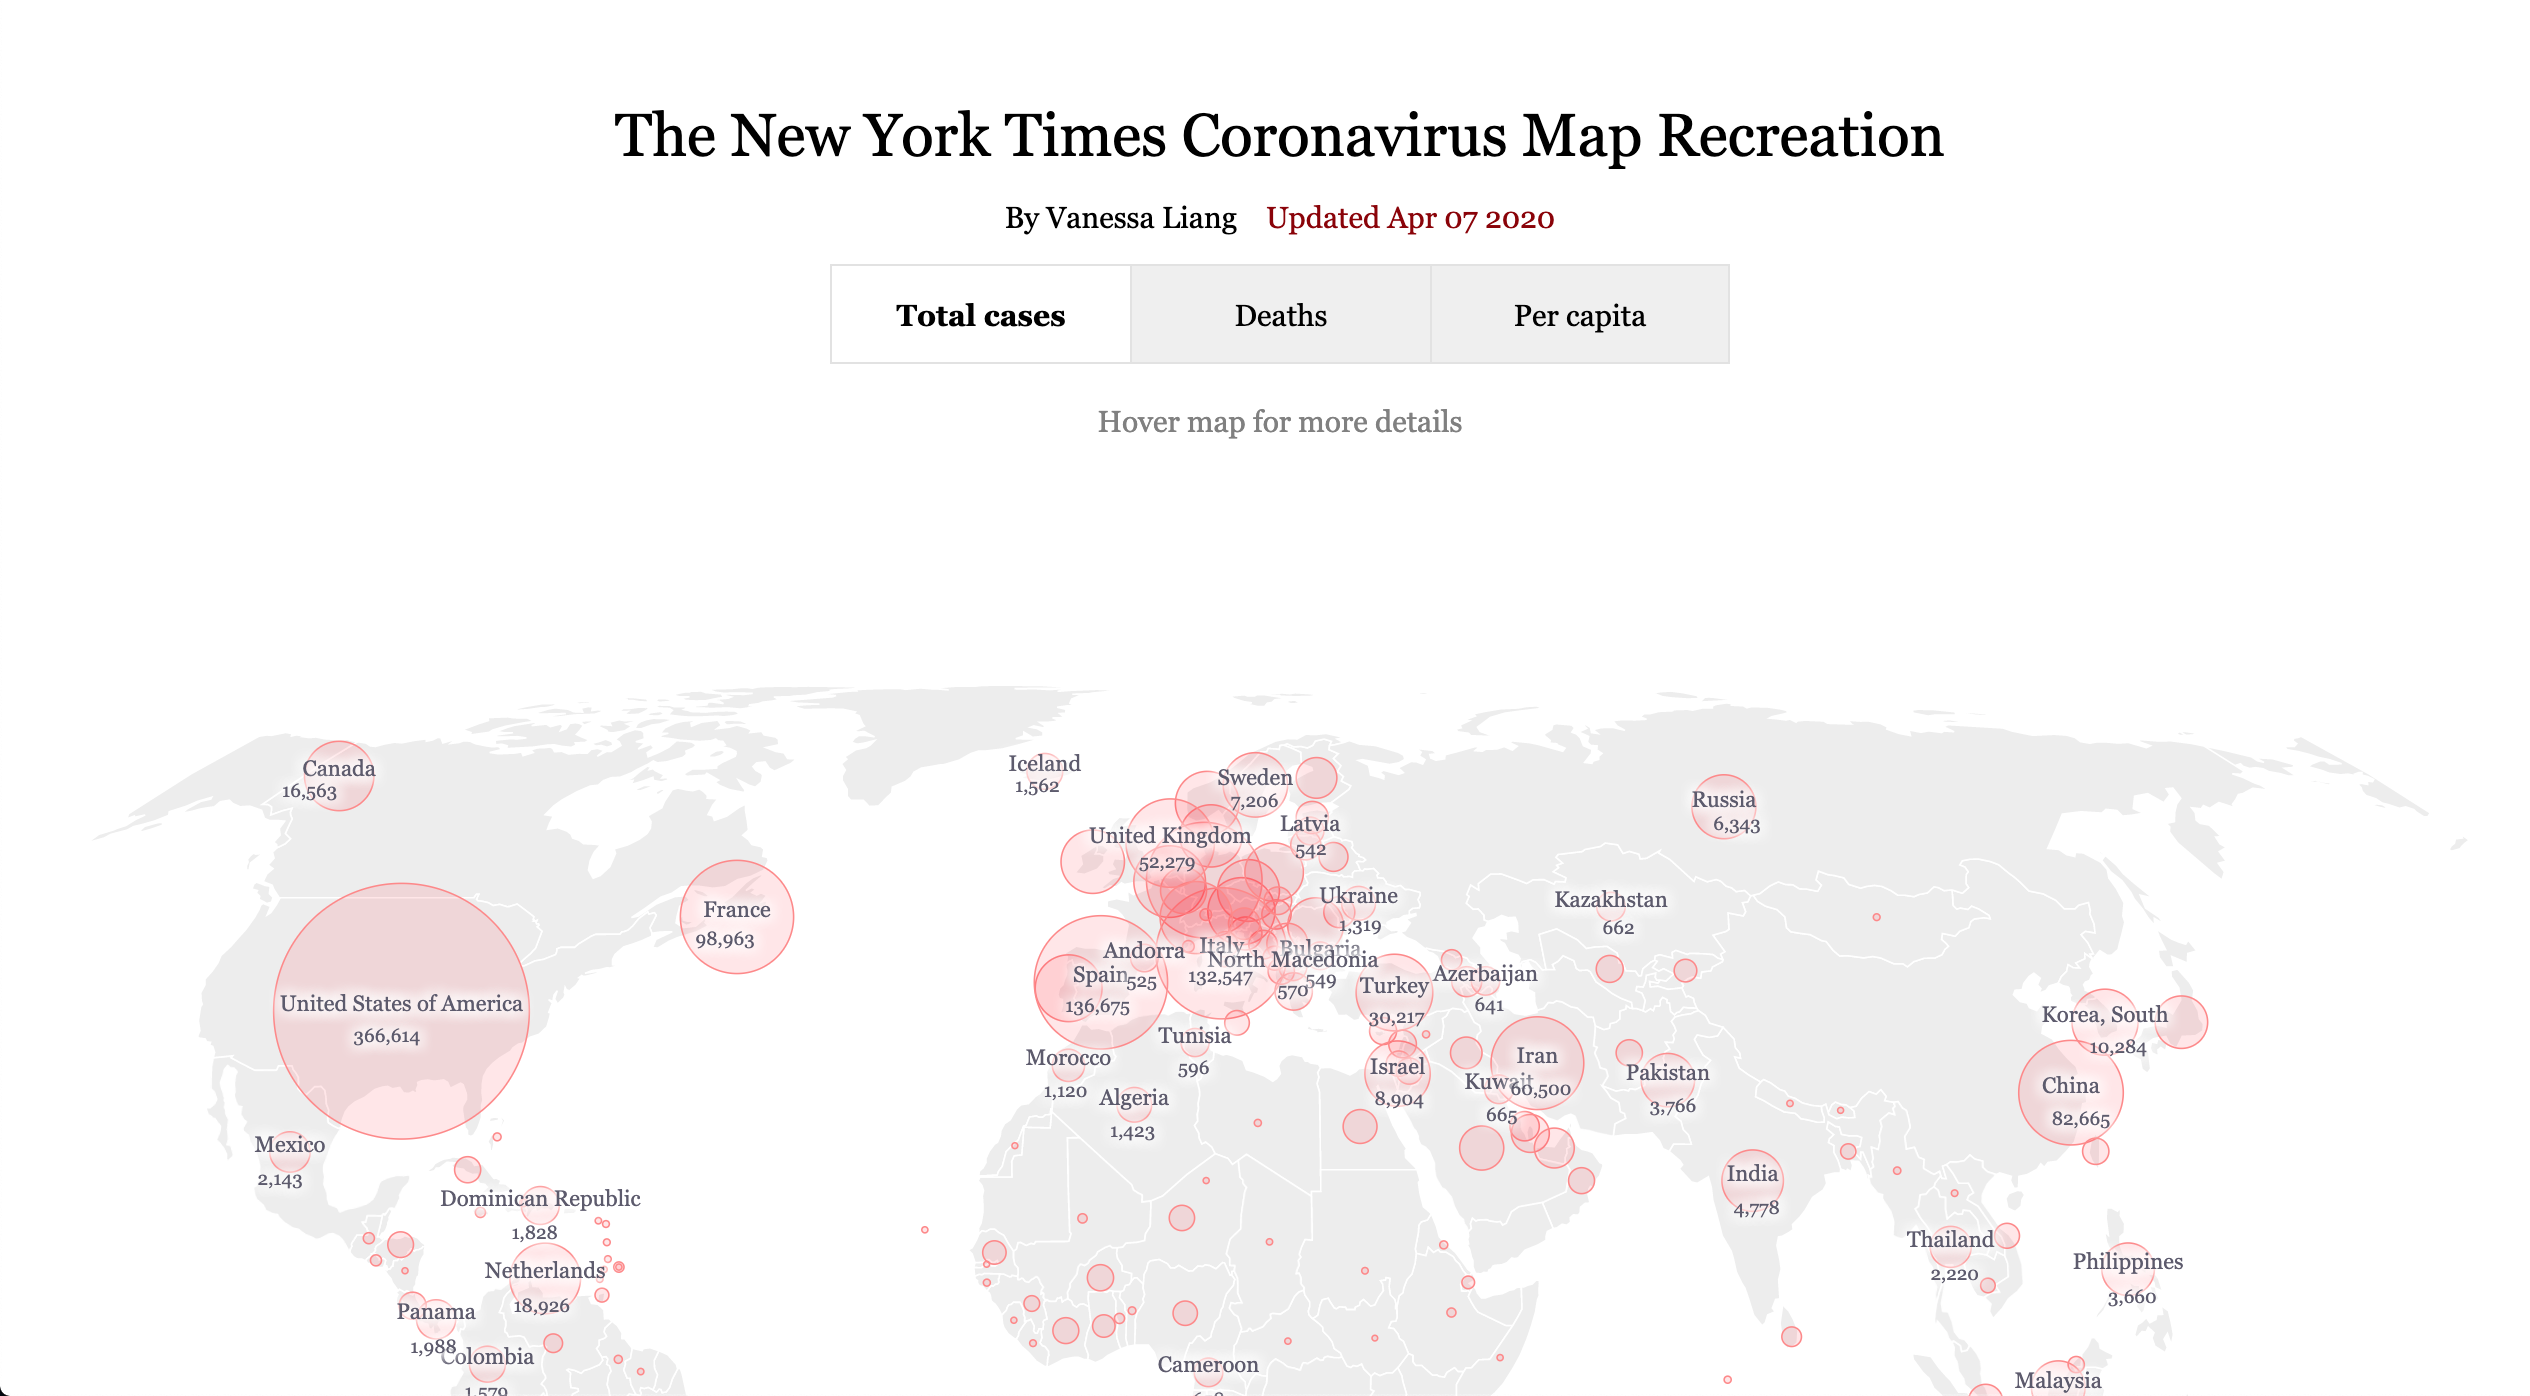 The New York Times Coronavirus Map Recreation
By Vanessa Liang Updated Apr 07 2020
Total cases Deaths Per capita
Hover map for more details
Canada
16,563
Iceland
1,562
Sweden
7,206
Russia
6,343
United Kingdom
52,279
Latvia
542
France
98,963
Ukraine
1,319
Kazakhstan
662
Andorra
525
Italy
132,547
Bulgaria
549
North Macedonia
570
Spain
136,675
Turkey
30,217
Azerbaijan
641
United States of America
366,614
Korea, South
10,284
Tunisia
596
Morocco
1,120
Algeria
1,423
Israel
8,904
Iran
60,500
Kuwait
665
Pakistan
3,766
China
82,665
Mexico
2,143
India
4,778
Dominican Republic
1,828
Netherlands
18,926
Thailand
2,220
Philippines
3,660
Panama
1,988
Colombia
1,579
Cameroon
Malaysia